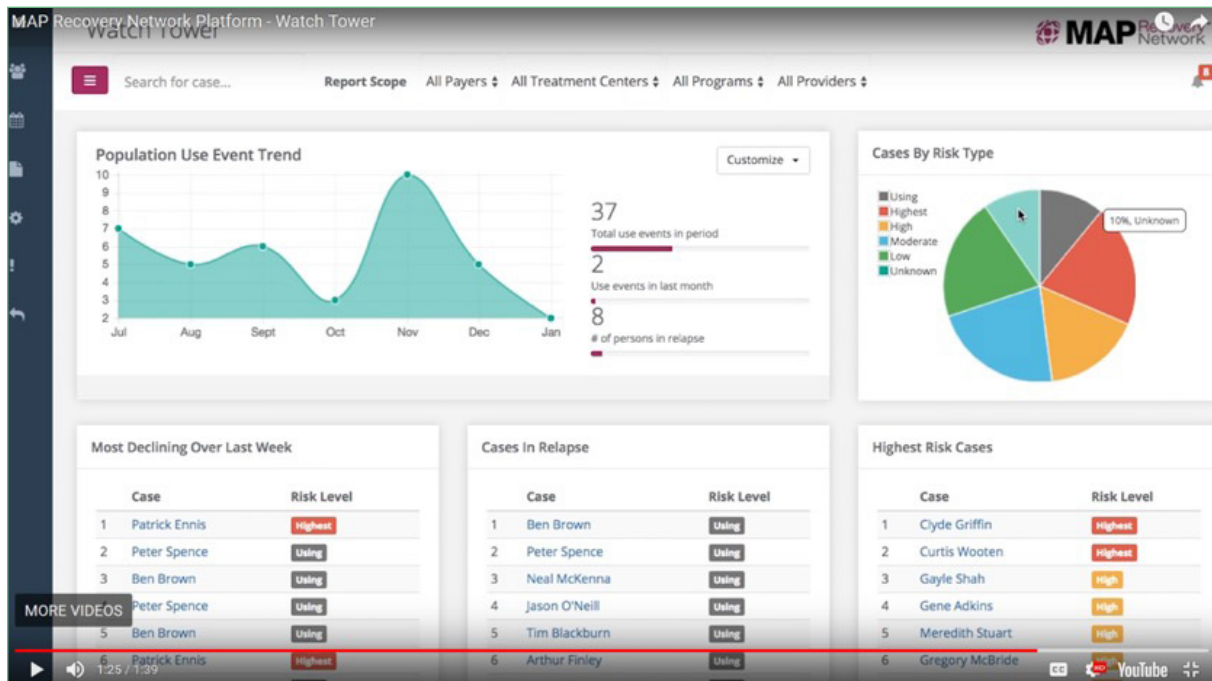 MAP Recovery Network Platform - Watch Tower
Watch Tower
MAP Recovery Network
Search for case...
Report Scope All Payers All Treatment Centers All Programs All Providers
8
Population Use Event Trend
Customize
10
9
8
7
6
5
4
3
2
Jul Aug Sept Oct Nov Dec Jan
37
Total use events in period
2
Use events in last month
8
# of persons in relapse
Cases By Risk Type
Using
Highest
High
Moderate
Low
Unknown
10%, Unknown
Most Declining Over Last Week
Case Risk Level
1 Patrick Ennis Highest
2 Peter Spence Using
3 Ben Brown Using
Peter Spence Using
5 Ben Brown Using
6 Patrick Ennis Highest
Cases In Relapse
Case Risk Level
1 Ben Brown Using
2 Peter Spence Using
3 Neal McKenna Using
4 Jason O'Neill Using
5 Tim Blackburn Using
6 Arthur Finley Using
Highest Risk Cases
Case Risk Level
1 Clyde Griffin Highest
2 Curtis Wooten Highest
3 Gayle Shah High
4 Gene Adkins High
5 Meredith Stuart High
6 Gregory McBride
MORE VIDEOS
1:25 / 1:39
CC
HD
YouTube